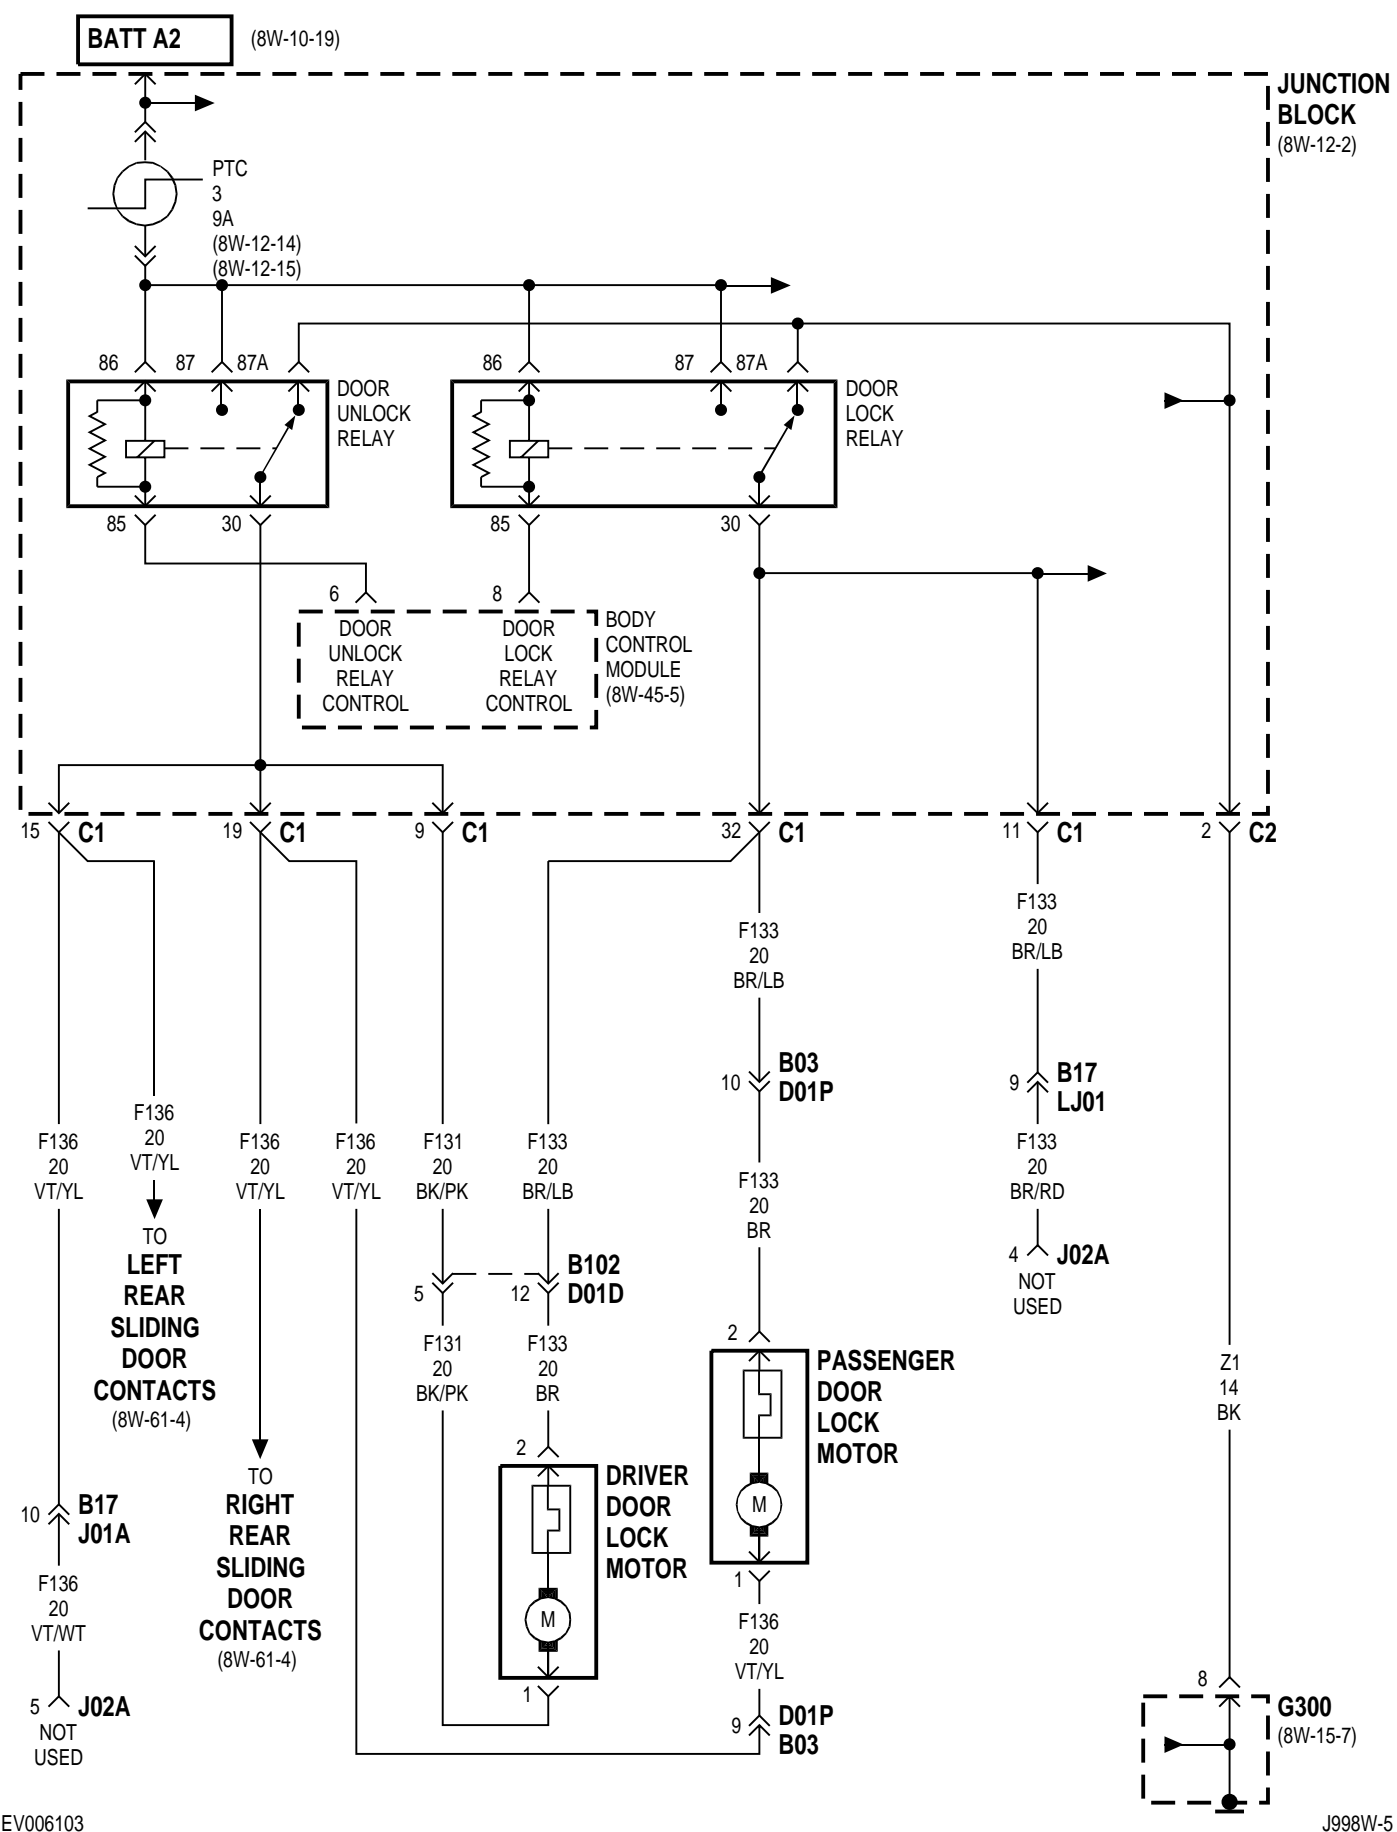 BATT A2
(8W-10-19)
JUNCTION
BLOCK
(8W-12-2)
PTC
3
9A
(8W-12-14)
(8W-12-15)
86
87
87A
DOOR
UNLOCK
RELAY
86
87
87A
DOOR
LOCK
RELAY
85
30
85
30
6
8
DOOR
UNLOCK
RELAY
CONTROL
DOOR
LOCK
RELAY
CONTROL
BODY
CONTROL
MODULE
(8W-45-5)
15
C1
19
C1
9
C1
32
C1
11
C1
2
C2
F133
20
BR/LB
F133
20
BR/LB
10
B03
D01P
9
B17
LJ01
F136
20
VT/YL
F136
20
VT/YL
F136
20
VT/YL
F136
20
VT/YL
F131
20
BK/PK
F133
20
BR/LB
F133
20
BR
F133
20
BR/RD
TO
LEFT
REAR
SLIDING
DOOR
CONTACTS
(8W-61-4)
4
J02A
NOT
USED
5
12
B102
D01D
F131
20
BK/PK
F133
20
BR
2
PASSENGER
DOOR
LOCK
MOTOR
M
Z1
14
BK
2
DRIVER
DOOR
LOCK
MOTOR
M
TO
RIGHT
REAR
SLIDING
DOOR
CONTACTS
(8W-61-4)
10
B17
J01A
F136
20
VT/WT
5
J02A
NOT
USED
1
1
F136
20
VT/YL
9
D01P
B03
8
G300
(8W-15-7)
EV006103
J998W-5